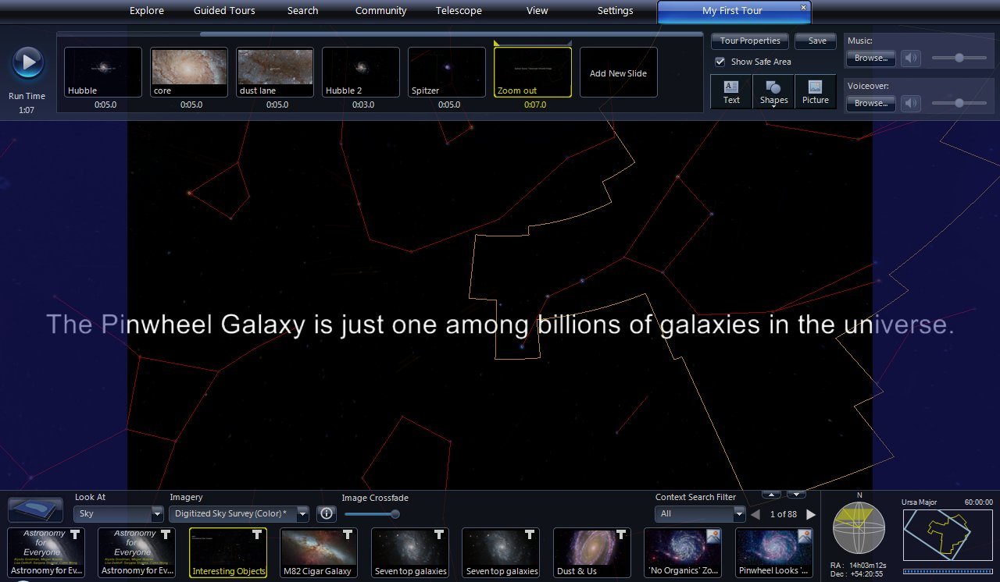 Explore Guided Tours Search Community Telescope View Settings My First Tour
Run Time
1:07
Hubble
0:05.0
core
0:05.0
dust lane
0:05.0
Hubble 2
0:03.0
Spitzer
0:05.0
Zoom out
0:07.0
Add New Slide
Tour Properties Save
Show Safe Area
Text Shapes Picture
Music:
Browse...
Voiceover:
Browse...
The Pinwheel Galaxy is just one among billions of galaxies in the universe.
Look At
Sky
Imagery
Digitized Sky Survey (Color) *
Image Crossfade
Context Search Filter
All
1 of 88
Astronomy
for
Everyone
Astronomy for Ev...
Astronomy
for
Everyone
Astronomy for Ev...
Interesting Objects
M82 Cigar Galaxy
Seven top galaxies
Seven top galaxies
Dust & Us
'No Organics' Zo...
Pinwheel Looks '...
N
RA : 14h03m12s
Dec : +54:20:55
Ursa Major 60:00:00